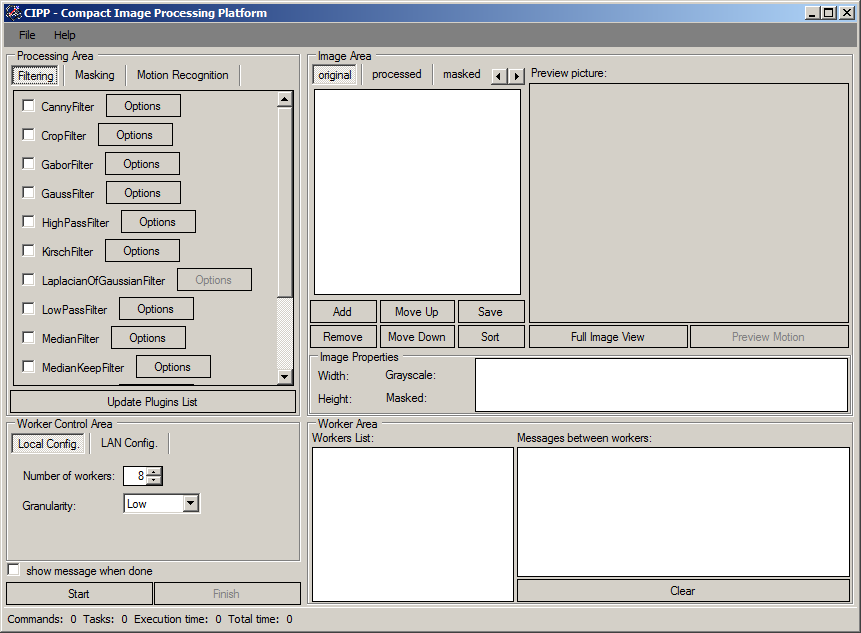 CIPP - Compact Image Processing Platform
File Help
Processing Area
Filtering Masking Motion Recognition
CannyFilter Options
CropFilter Options
GaborFilter Options
GaussFilter Options
HighPassFilter Options
KirschFilter Options
LaplacianOfGaussianFilter Options
LowPassFilter Options
MedianFilter Options
MedianKeepFilter Options
Update Plugins List
Image Area
original processed masked
Preview picture:
Add Move Up Save
Remove Move Down Sort
Full Image View Preview Motion
Image Properties
Width: Grayscale:
Height: Masked:
Worker Control Area
Local Config. LAN Config.
Number of workers: 8
Granularity: Low
show message when done
Start Finish
Worker Area
Workers List:
Messages between workers:
Clear
Commands: 0 Tasks: 0 Execution time: 0 Total time: 0